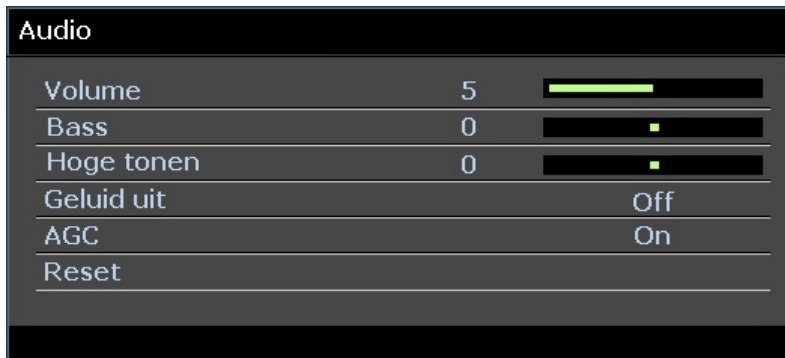 Audio
Volume 5
Bass 0
Hoge tonen 0
Geluid uit Off
AGC On
Reset